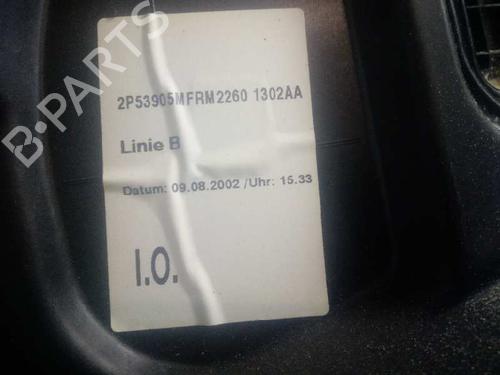 B-PARTS
2P53905MFRM2260 1302AA
Linie B
Datum: 09.08.2002 /Uhr: 15.33
I.O.